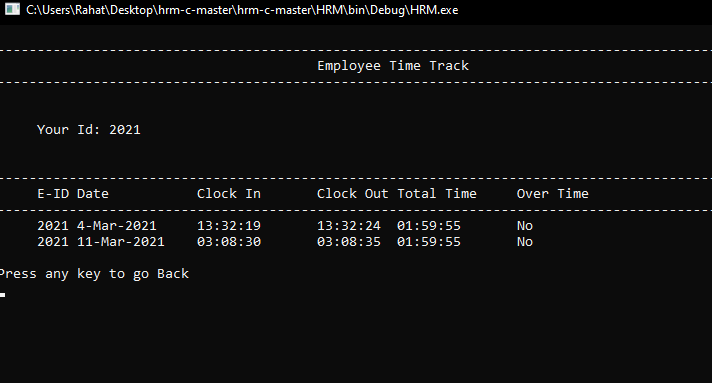 C:\Users\Rahat\Desktop\hrm-c-master\hrm-c-master\HRM\bin\Debug\HRM.exe
-----------------------------------------------------------------------------------------
Employee Time Track
-----------------------------------------------------------------------------------------
Your Id: 2021
-----------------------------------------------------------------------------------------
E-ID Date Clock In Clock Out Total Time Over Time
-----------------------------------------------------------------------------------------
2021 4-Mar-2021 13:32:19 13:32:24 01:59:55 No
2021 11-Mar-2021 03:08:30 03:08:35 01:59:55 No
Press any key to go Back